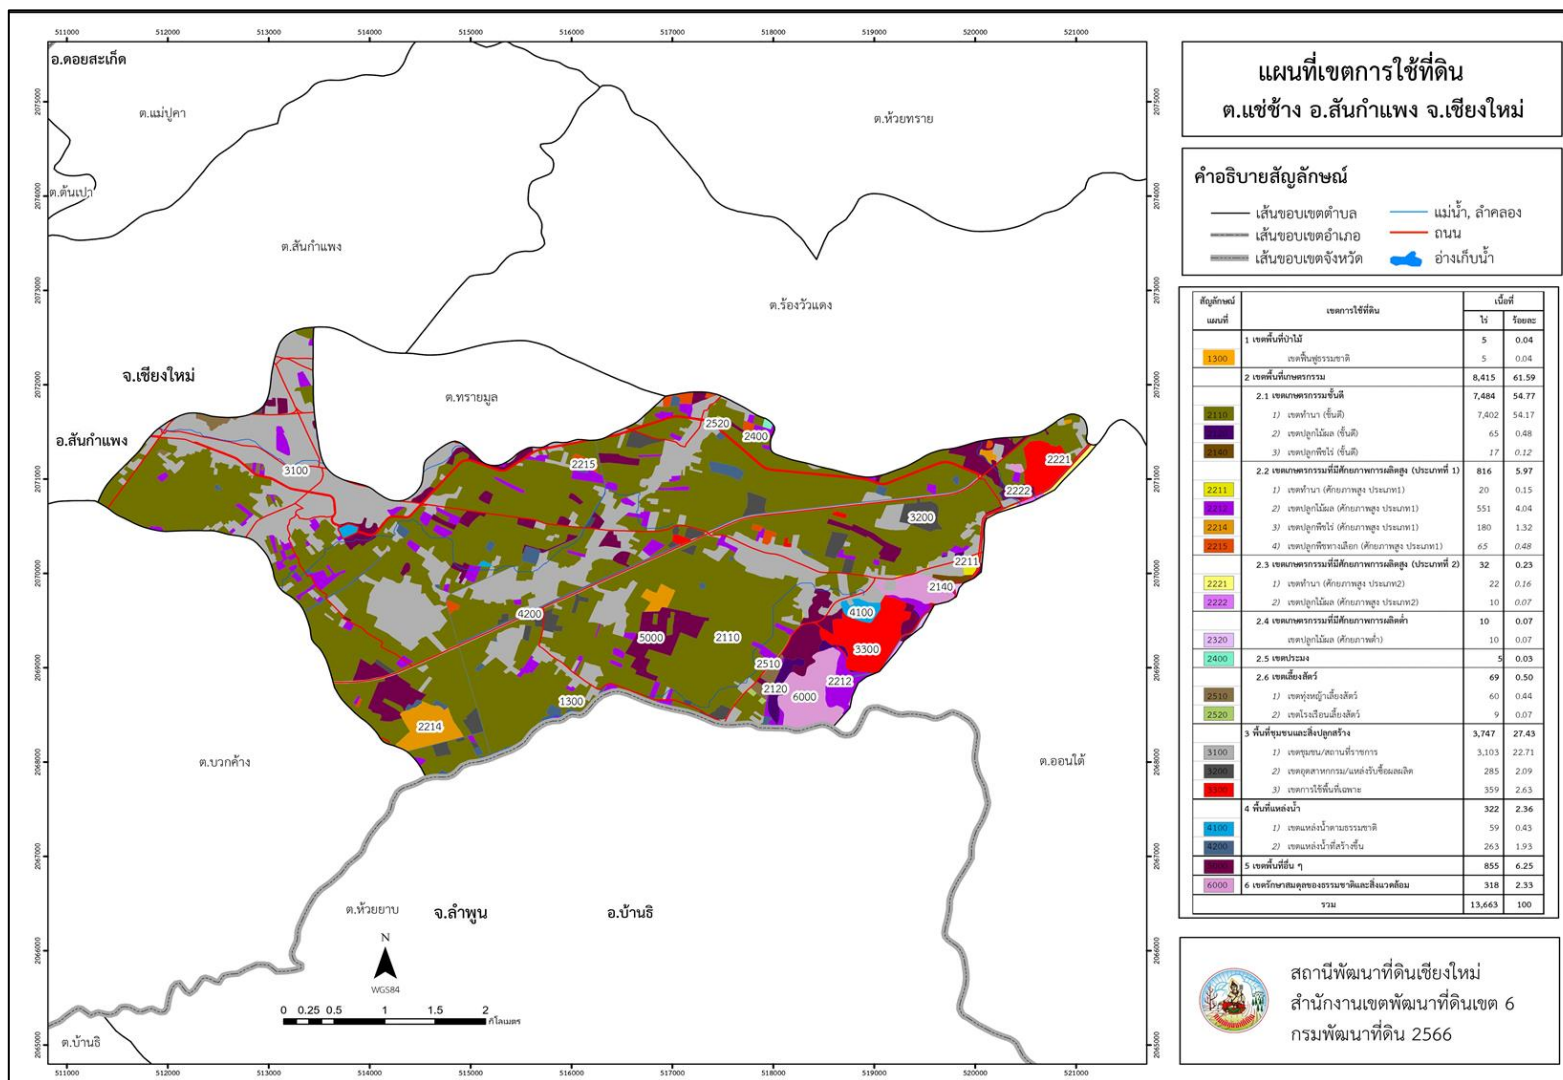 แผนที่เขตการใช้ที่ดิน
ต.แช่ช้าง อ.สันกำแพง จ.เชียงใหม่
คำอธิบายสัญลักษณ์
เส้นขอบเขตตำบล
เส้นขอบเขตอำเภอ
เส้นขอบเขตจังหวัด
แม่น้ำ, ลำคลอง
ถนน
อ่างเก็บน้ำ
สัญลักษณ์ แผนที่ เขตการใช้ที่ดิน เนื้อที่
ไร่ ร้อยละ
1 เขตพื้นที่ป่าไม้ 5 0.04
1300 เขตฟื้นฟูธรรมชาติ 5 0.04
2 เขตพื้นที่เกษตรกรรม 8,415 61.59
2.1 เขตเกษตรกรรมชั้นดี 7,484 54.77
2110 1) เขตทำนา (ชั้นดี) 7,402 54.17
2) เขตปลูกไม้ผล (ชั้นดี) 65 0.48
2140 3) เขตปลูกพืชไร่ (ชั้นดี) 17 0.12
2.2 เขตเกษตรกรรมที่มีศักยภาพการผลิตสูง (ประเภทที่ 1) 816 5.97
2211 1) เขตทำนา (ศักยภาพสูง ประเภท1) 20 0.15
2212 2) เขตปลูกไม้ผล (ศักยภาพสูง ประเภท1) 551 4.04
2214 3) เขตปลูกพืชไร่ (ศักยภาพสูง ประเภท1) 180 1.32
2215 4) เขตปลูกพืชทางเลือก (ศักยภาพสูง ประเภท1) 65 0.48
2.3 เขตเกษตรกรรมที่มีศักยภาพการผลิตสูง (ประเภทที่ 2) 32 0.23
2221 1) เขตทำนา (ศักยภาพสูง ประเภท2) 22 0.16
2222 2) เขตปลูกไม้ผล (ศักยภาพสูง ประเภท2) 10 0.07
2.4 เขตเกษตรกรรมที่มีศักยภาพการผลิตต่ำ 10 0.07
2320 เขตปลูกไม้ผล (ศักยภาพต่ำ) 10 0.07
2400 2.5 เขตประมง 5 0.03
2.6 เขตเลี้ยงสัตว์ 69 0.50
2510 1) เขตทุ่งหญ้าเลี้ยงสัตว์ 60 0.44
2520 2) เขตโรงเรือนเลี้ยงสัตว์ 9 0.07
3 พื้นที่ชุมชนและสิ่งปลูกสร้าง 3,747 27.43
3100 1) เขตชุมชน/สถานที่ราชการ 3,103 22.71
3200 2) เขตอุตสาหกกรรม/แหล่งรับซื้อผลผลิต 285 2.09
3300 3) เขตการใช้พื้นที่เฉพาะ 359 2.63
4 พื้นที่แหล่งน้ำ 322 2.36
4100 1) เขตแหล่งน้ำตามธรรมชาติ 59 0.43
4200 2) เขตแหล่งน้ำที่สร้างขึ้น 263 1.93
5 เขตพื้นที่อื่น ๆ 855 6.25
6000 6 เขตรักษาสมดุลของธรรมชาติและสิ่งแวดล้อม 318 2.33
รวม 13,663 100
สถานีพัฒนาที่ดินเชียงใหม่
สำนักงานเขตพัฒนาที่ดินเขต 6
กรมพัฒนาที่ดิน 2566
511000 512000 513000 514000 515000 516000 517000 518000 519000 520000 521000
2075000 2075000
2074000 2074000
2073000 2073000
2072000 2072000
2071000 2071000
2070000 2070000
2069000 2069000
2068000 2068000
2067000 2067000
2066000 2066000
2065000 2065000
อ.ดอยสะเก็ด
ต.แม่ปูคา
ต.ห้วยทราย
ต.ต้นเปา
ต.สันกำแพง
ต.ร้องวัวแดง
จ.เชียงใหม่
ต.ทรายมูล
อ.สันกำแพง
2520
2400
2221
3100
2215
2222
3200
2211
2140
4200
4100
5000
2110
3300
2510
2212
2120
6000
1300
2214
ต.บวกค้าง
ต.ออนใต้
ต.ห้วยยาบ
จ.ลำพูน
อ.บ้านธิ
N
WGS84
0 0.25 0.5 1 1.5 2
กิโลเมตร
ต.บ้านธิ
511000 512000 513000 514000 515000 516000 517000 518000 519000 520000 521000